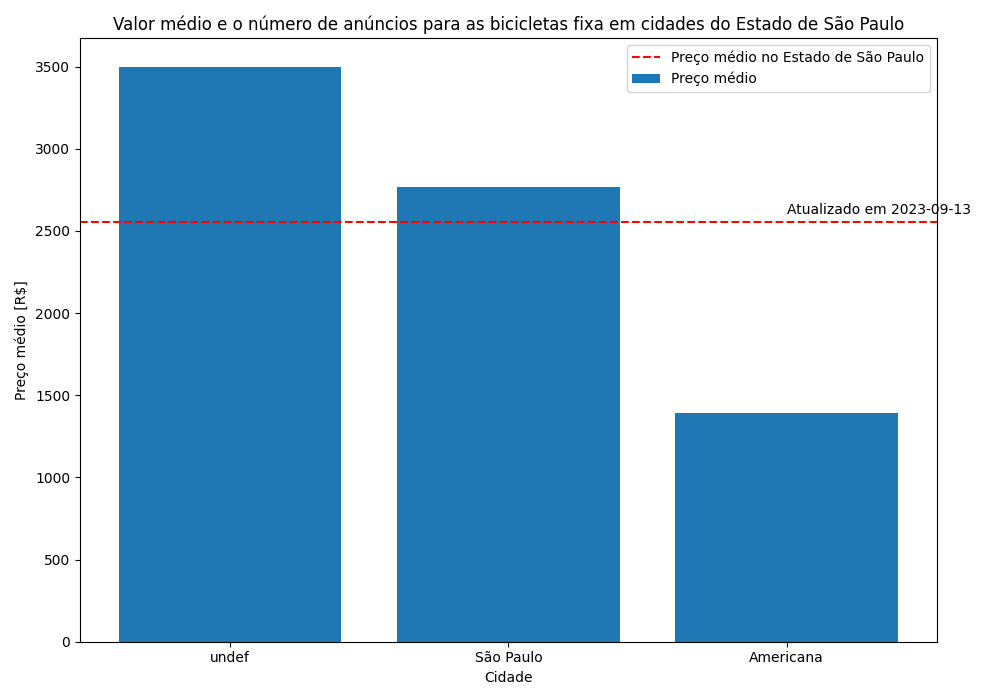 Valor médio e o número de anúncios para as bicicletas fixa em cidades do Estado de São Paulo
Preço médio no Estado de São Paulo
Preço médio
Atualizado em 2023-09-13
Preço médio [R$]
3500
3000
2500
2000
1500
1000
500
0
undef
São Paulo
Americana
Cidade